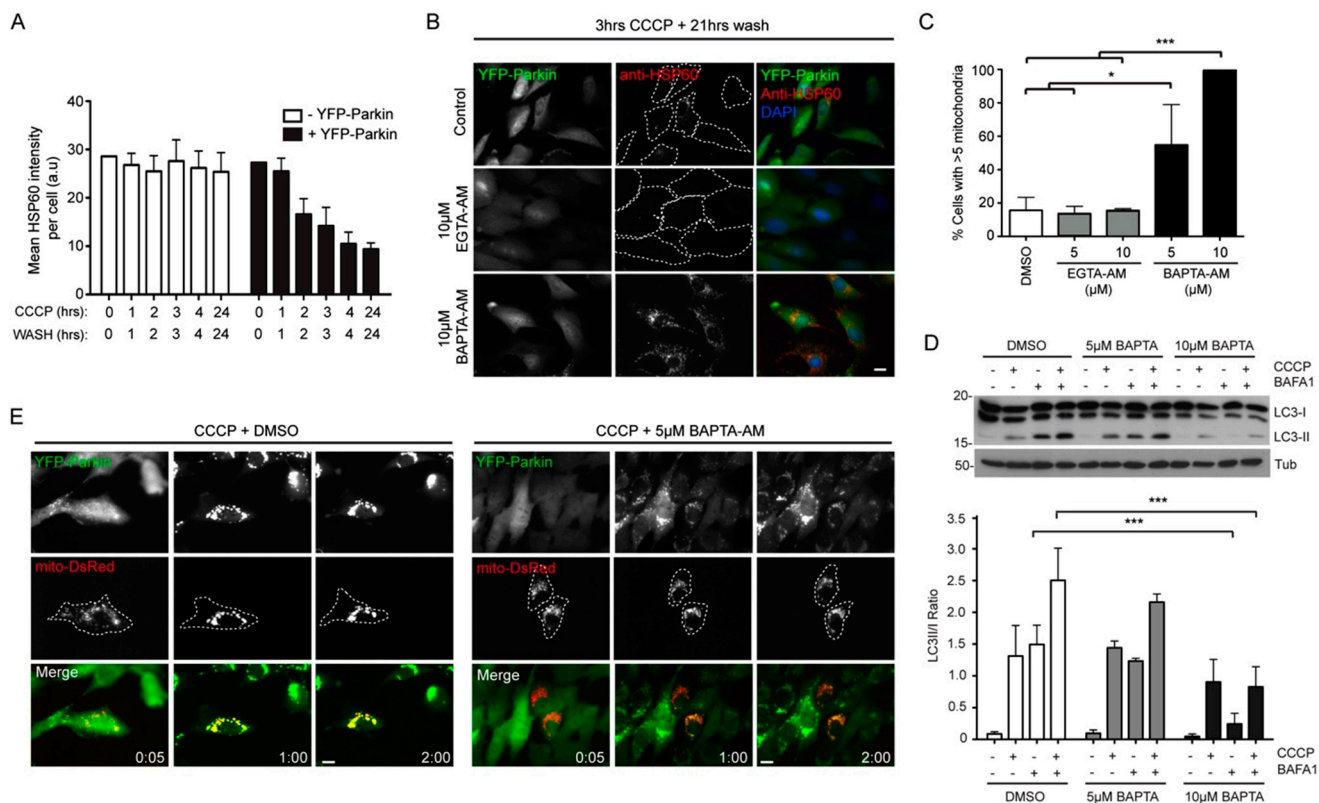 A
Mean HSP60 intensity
per cell (a.u)
40
30
20
10
0
- YFP-Parkin
+ YFP-Parkin
CCCP (hrs): 0 1 2 3 4 24 0 1 2 3 4 24
WASH (hrs): 0 1 2 3 4 24 0 1 2 3 4 24
B
3hrs CCCP + 21hrs wash
YFP-Parkin anti-HSP60 YFP-Parkin
Anti-HSP60
DAPI
Control
10µM
EGTA-AM
10µM
BAPTA-AM
C
% Cells with >5 mitochondria
100
80
60
40
20
0
***
*
DMSO 5 10 5 10
EGTA-AM BAPTA-AM
(µM) (µM)
D
DMSO 5µM BAPTA 10µM BAPTA
- + - + - + - + - + - + CCCP
- - + + - - + + - - + + BAFA1
20-
LC3-I
LC3-II
15-
50-
Tub
LC3II/I Ratio
3.5
3.0
2.5
2.0
1.5
1.0
0.5
0
***
***
- + - + - + - + - + - + CCCP
- - + + - - + + - - + + BAFA1
DMSO 5µM BAPTA 10µM BAPTA
E
CCCP + DMSO CCCP + 5µM BAPTA-AM
YFP-Parkin YFP-Parkin
mito-DsRed mito-DsRed
Merge Merge
0:05 1:00 2:00 0:05 1:00 2:00